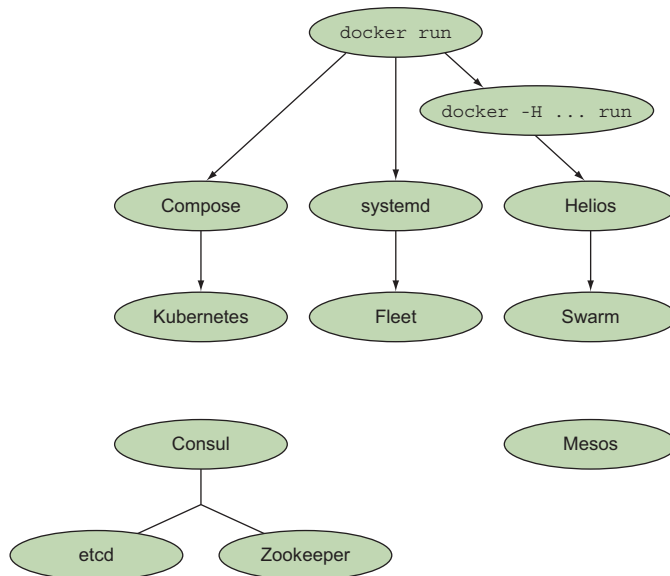 docker run
docker -H ... run
Compose
systemd
Helios
Kubernetes
Fleet
Swarm
Consul
Mesos
etcd
Zookeeper